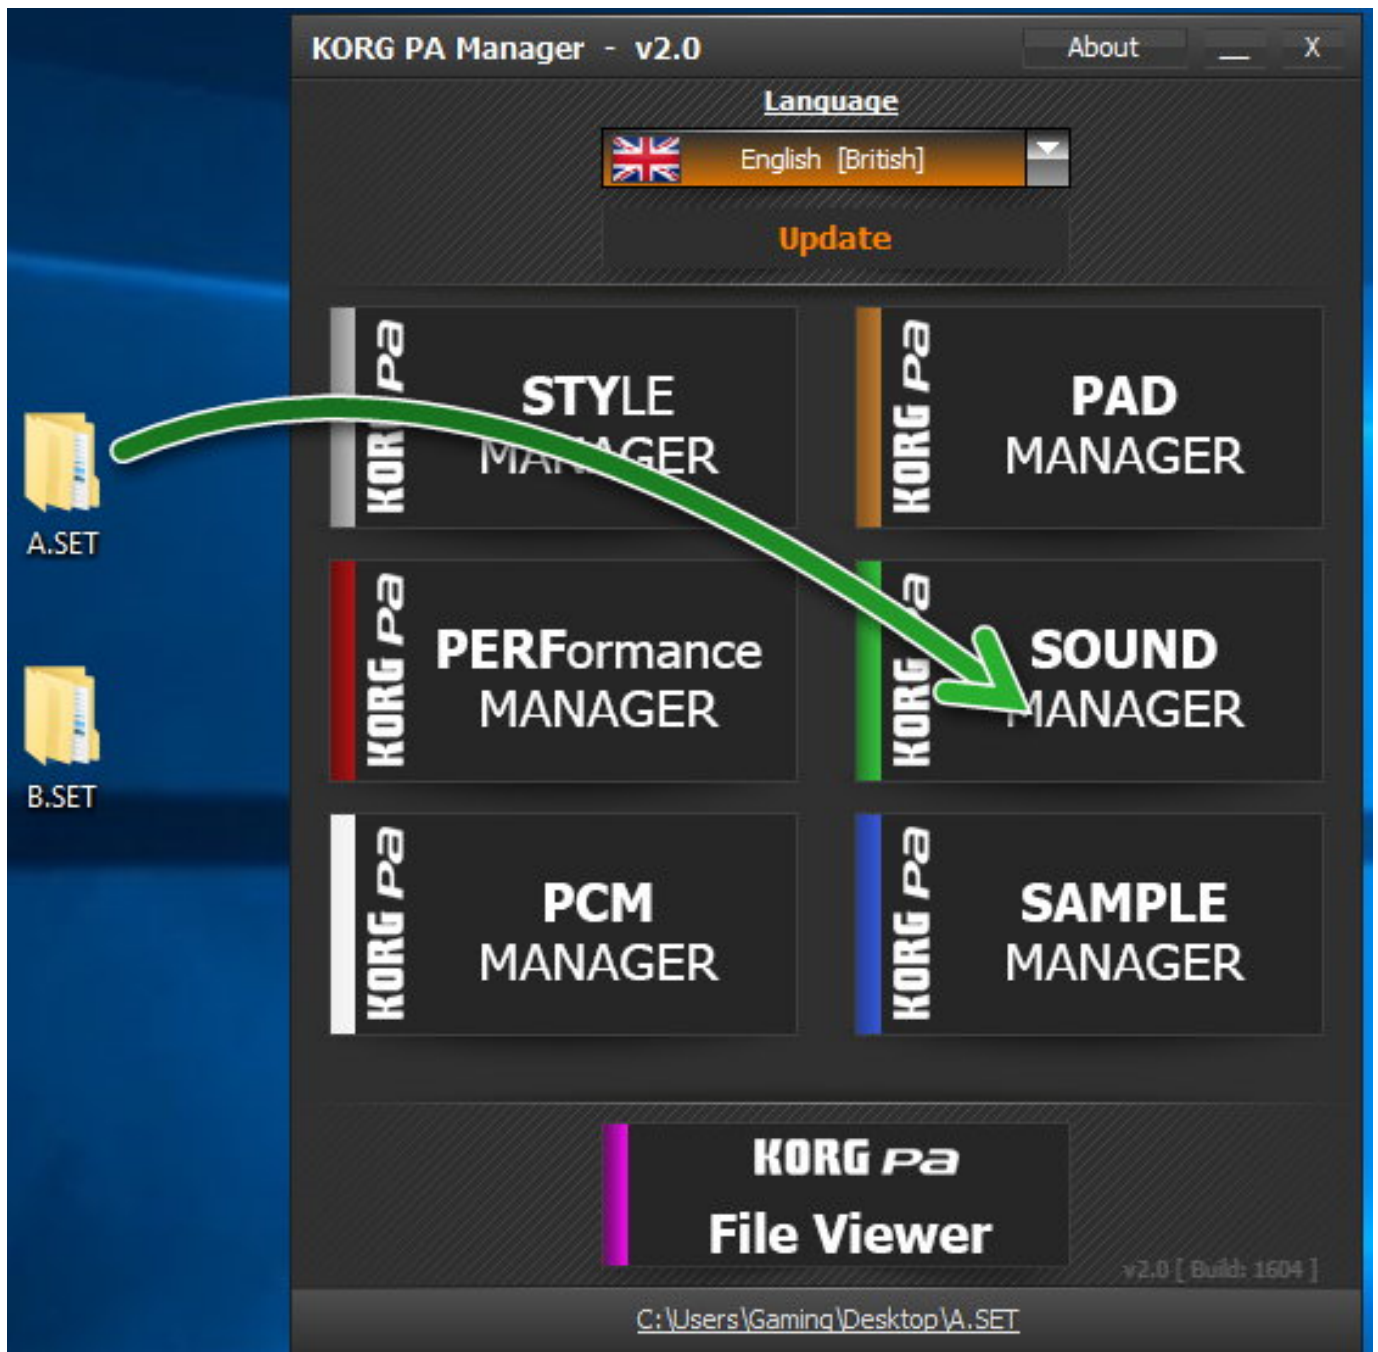 KORG PA Manager - v2.0
About
__
X
Language
English [British]
Update
KORG Pa
STYLE
MANAGER
KORG Pa
PAD
MANAGER
A.SET
KORG Pa
PERFormance
MANAGER
KORG Pa
SOUND
MANAGER
B.SET
KORG Pa
PCM
MANAGER
KORG Pa
SAMPLE
MANAGER
KORG Pa
File Viewer
v2.0 [ Build: 1604 ]
C:\Users\Gaming\Desktop\A.SET